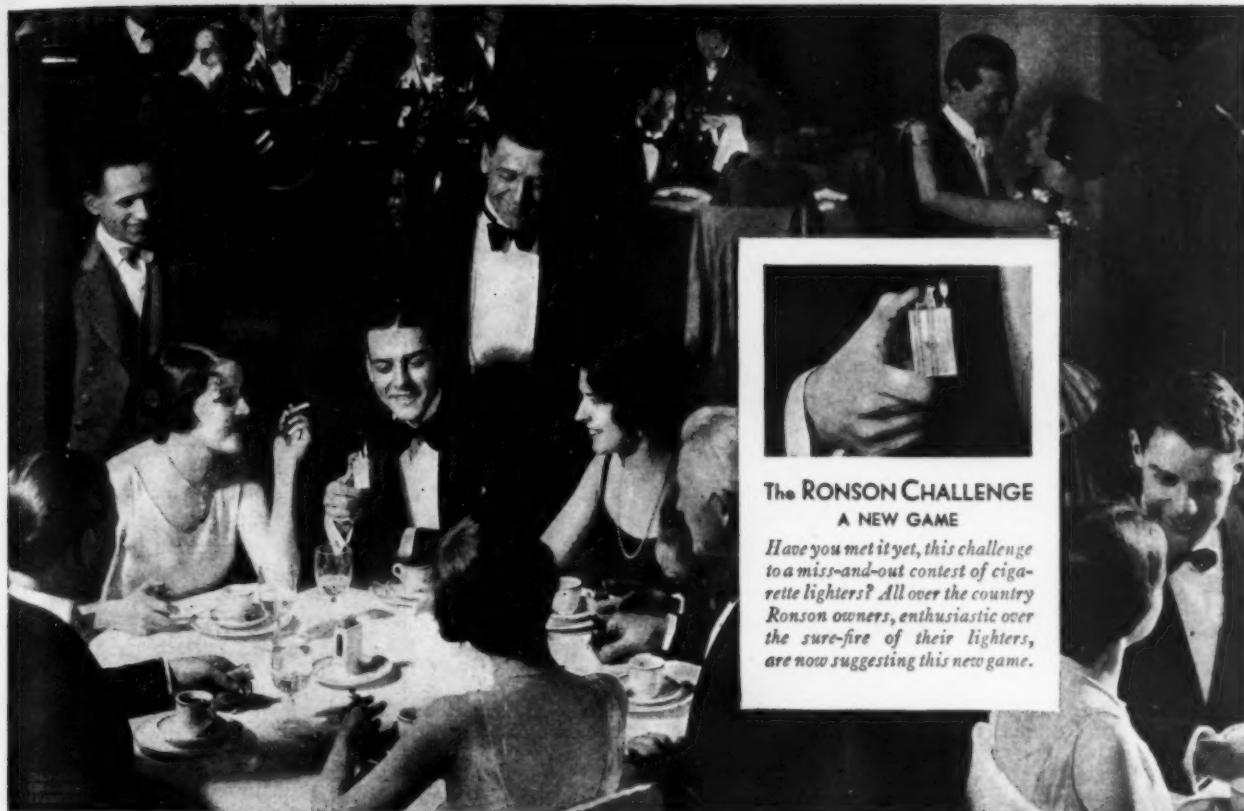 The RONSON CHALLENGE
A NEW GAME
Have you met it yet, this challenge
to a miss-and-out contest of ciga-
rette lighters? All over the country
Ronson owners, enthusiastic over
the sure-fire of their lighters,
are now suggesting this new game.